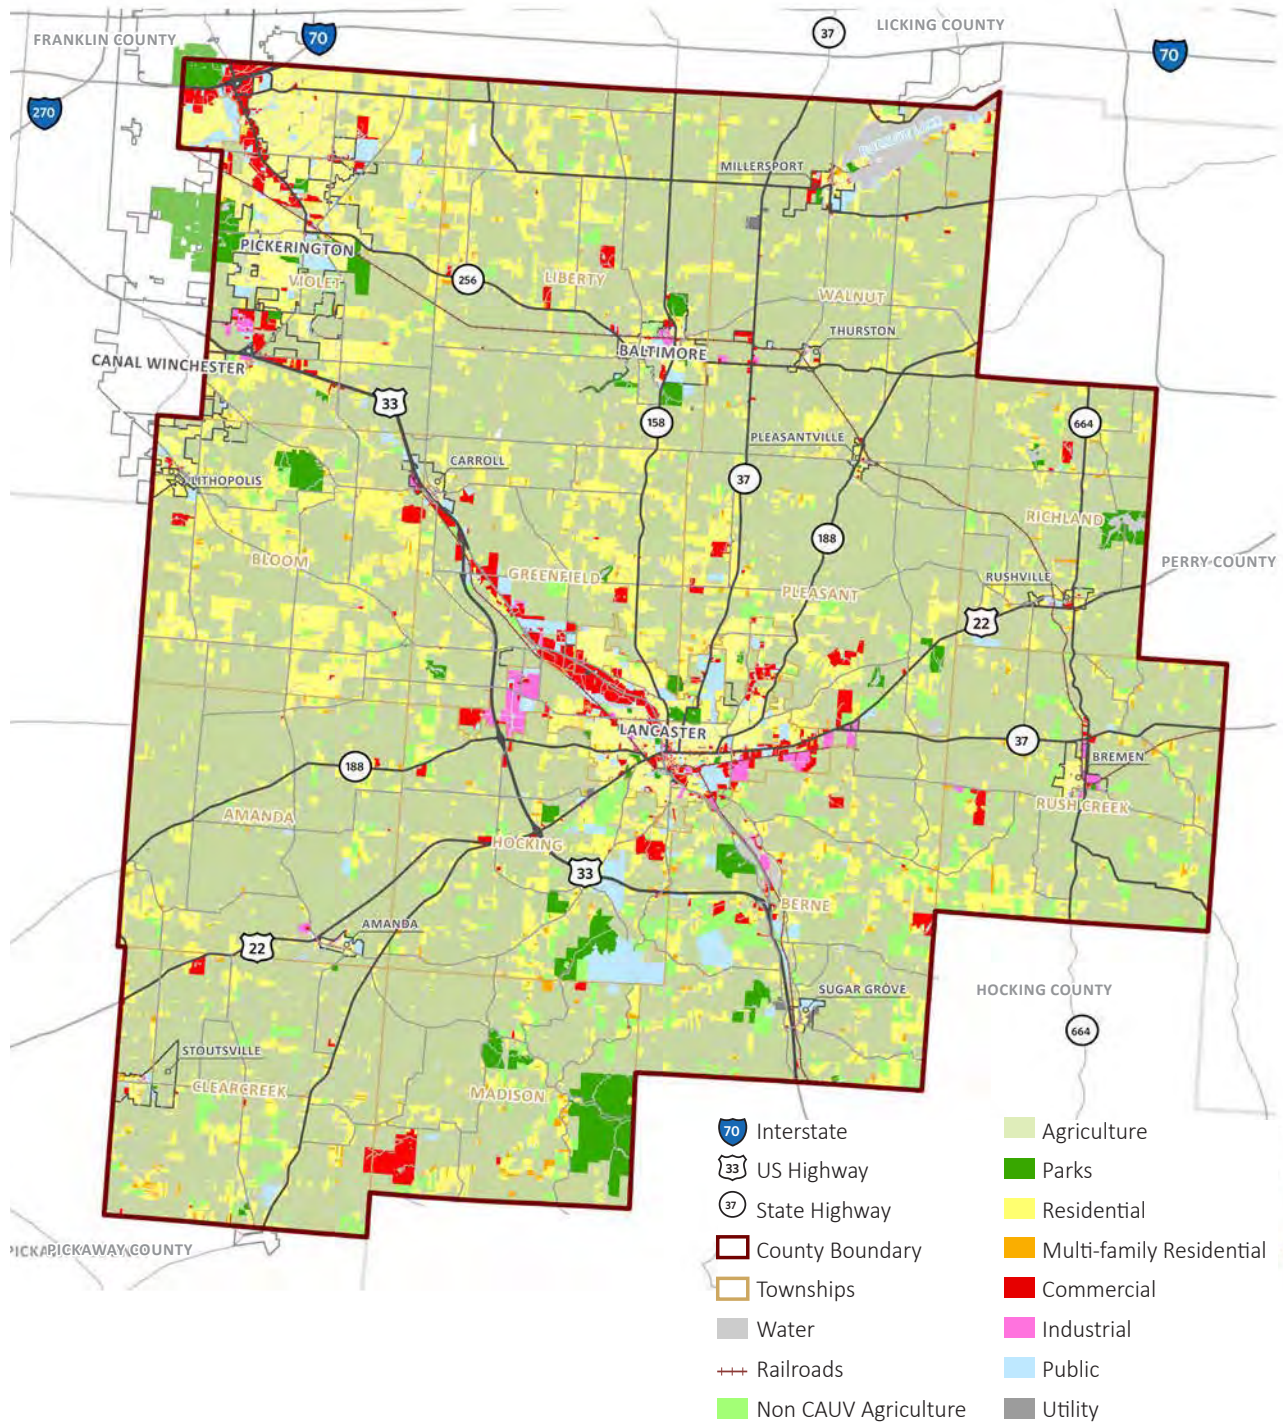 FRANKLIN COUNTY
70
37
LICKING COUNTY
70
270
MILLERSPORT
PICKERINGTON
VIOLET
256
LIBERTY
WALNUT
THURSTON
BALTIMORE
CANAL WINCHESTER
33
158
664
PLEASANTVILLE
CARROLL
37
LITHOPOLIS
RICHLAND
188
BLOOM
GREENFIELD
PLEASANT
RUSHVILLE
PERRY COUNTY
22
LANCASTER
37
188
BREMEN
AMANDA
RUSH CREEK
HOCKING
33
BERNE
AMANDA
22
SUGAR GROVE
HOCKING COUNTY
664
STOUTSVILLE
CLEARCREEK
MADISON
PICKAWAY COUNTY
70 Interstate
33 US Highway
37 State Highway
County Boundary
Townships
Water
Railroads
Non CAUV Agriculture
Agriculture
Parks
Residential
Multi-family Residential
Commercial
Industrial
Public
Utility